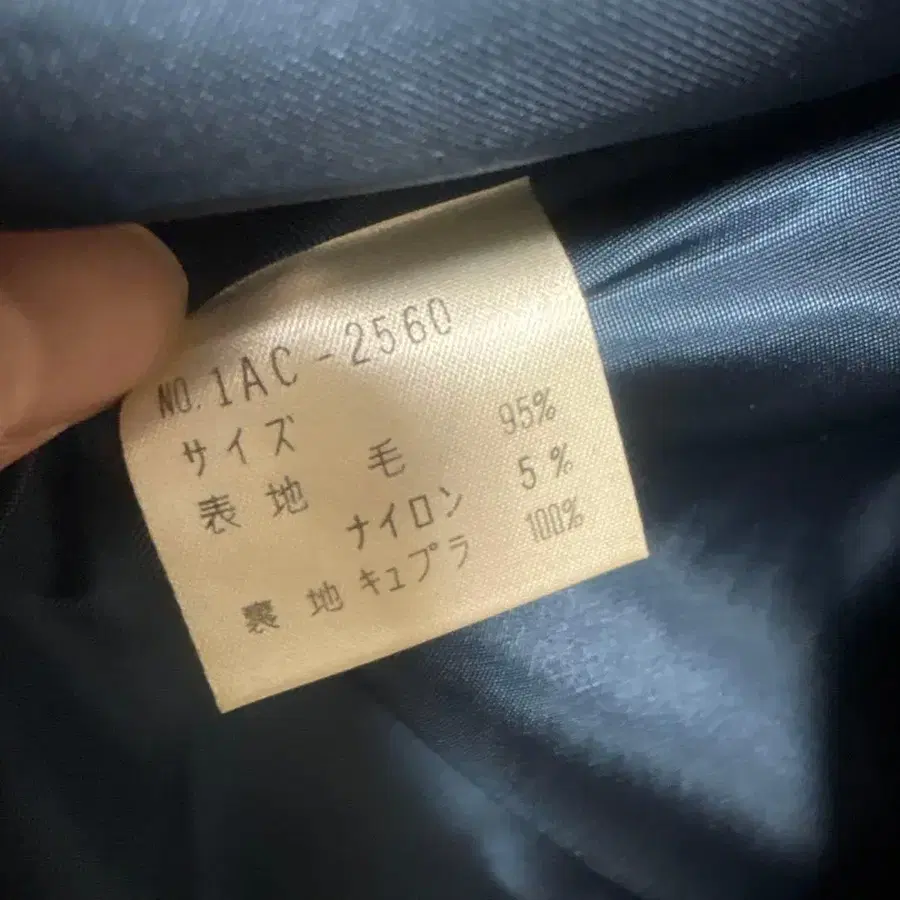 NO. 1AC-2560
サイズ
表地 毛 95%
ナイロン 5%
裏地 キュプラ 100%